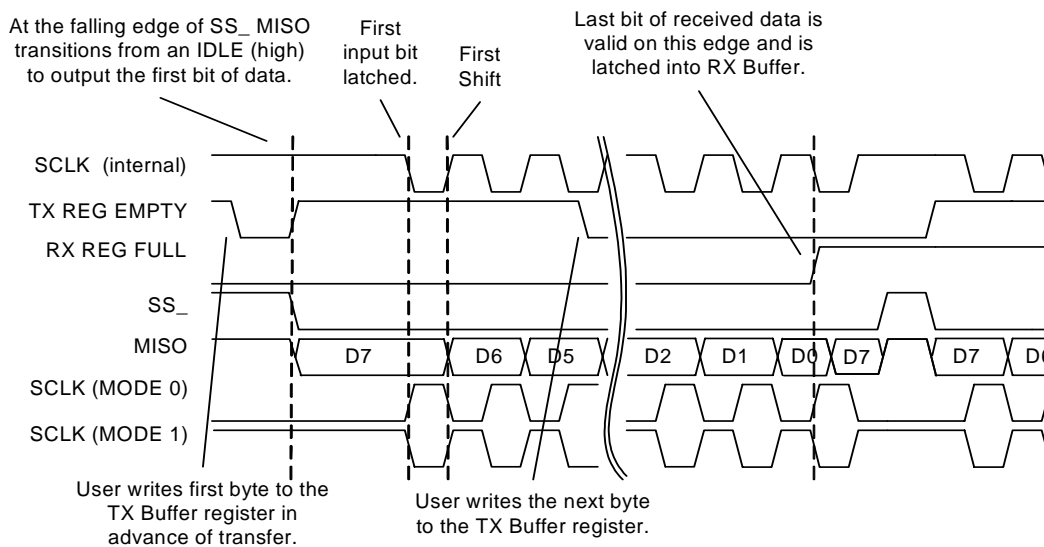 At the falling edge of SS_ MISO
transitions from an IDLE (high)
to output the first bit of data.
First
input bit
latched.
First
Shift
Last bit of received data is
valid on this edge and is
latched into RX Buffer.
SCLK (internal)
TX REG EMPTY
RX REG FULL
SS_
MISO
D7 D6 D5 D2 D1 D0 D7 D7
SCLK (MODE 0)
SCLK (MODE 1)
User writes first byte to the
TX Buffer register in
advance of transfer.
User writes the next byte
to the TX Buffer register.